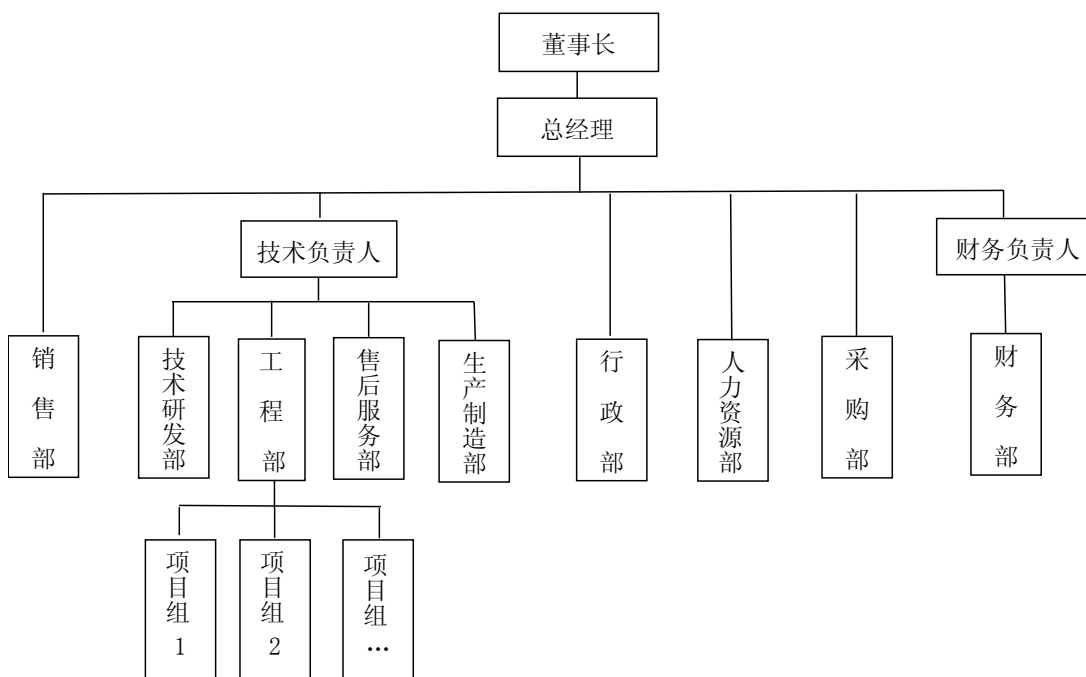 董事长
总经理
技术负责人
财务负责人
销售部
技术研发部
工程部
售后服务部
生产制造部
行政部
人力资源部
采购部
财务部
项目组1
项目组2
项目组…